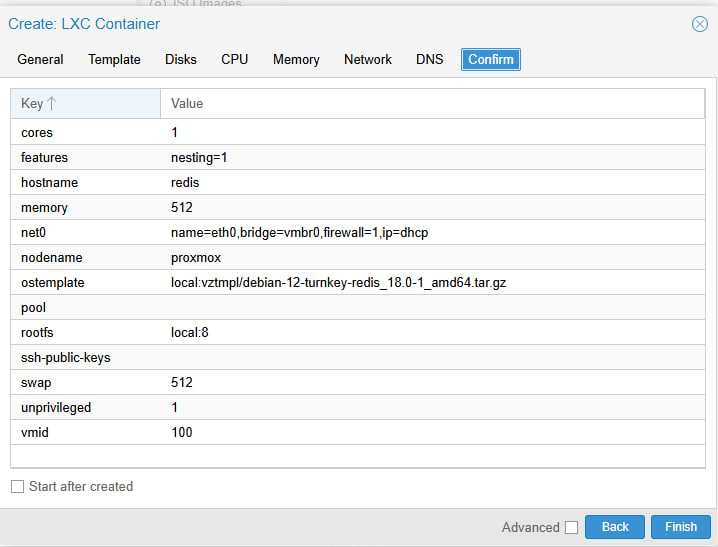 ISO Images
Create: LXC Container
General Template Disks CPU Memory Network DNS Confirm
Key Value
cores 1
features nesting=1
hostname redis
memory 512
net0 name=eth0,bridge=vmbr0,firewall=1,ip=dhcp
nodename proxmox
ostemplate local:vztmpl/debian-12-turnkey-redis_18.0-1_amd64.tar.gz
pool
rootfs local:8
ssh-public-keys
swap 512
unprivileged 1
vmid 100
Start after created
Advanced Back Finish